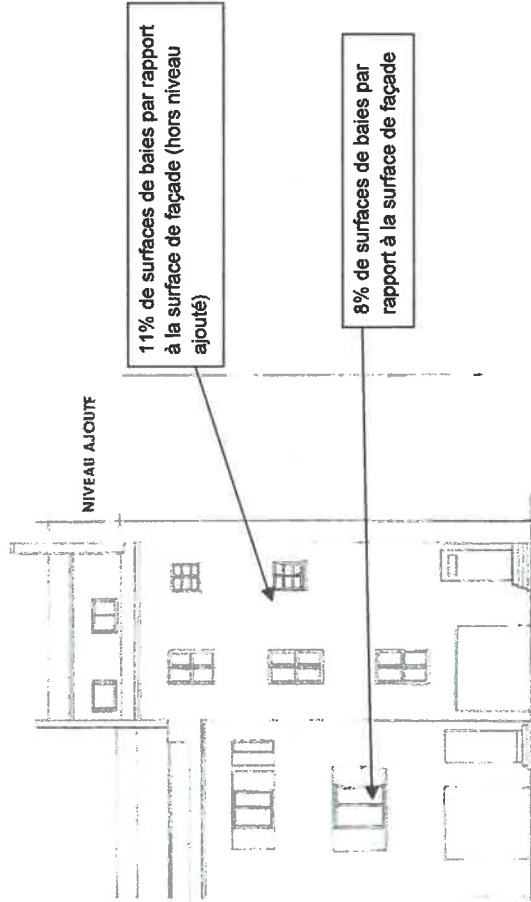 NIVEAU AJOUTE
11% de surfaces de baies par rapport
à la surface de façade (hors niveau
ajouté)
8% de surfaces de baies par
rapport à la surface de façade